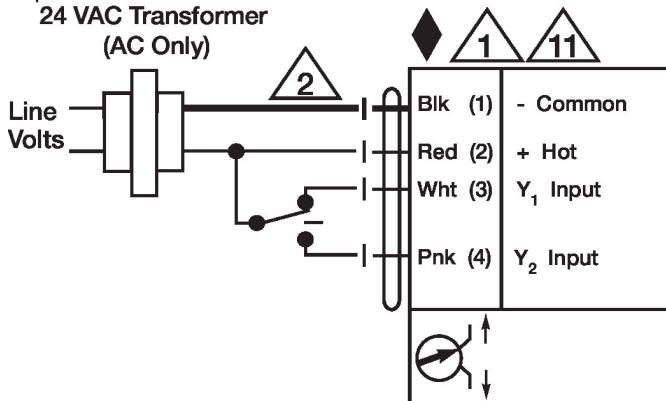 24 VAC Transformer
(AC Only)
1
11
2
Line
Volts
Blk (1) - Common
Red (2) + Hot
Wht (3) Y1 Input
Pnk (4) Y2 Input